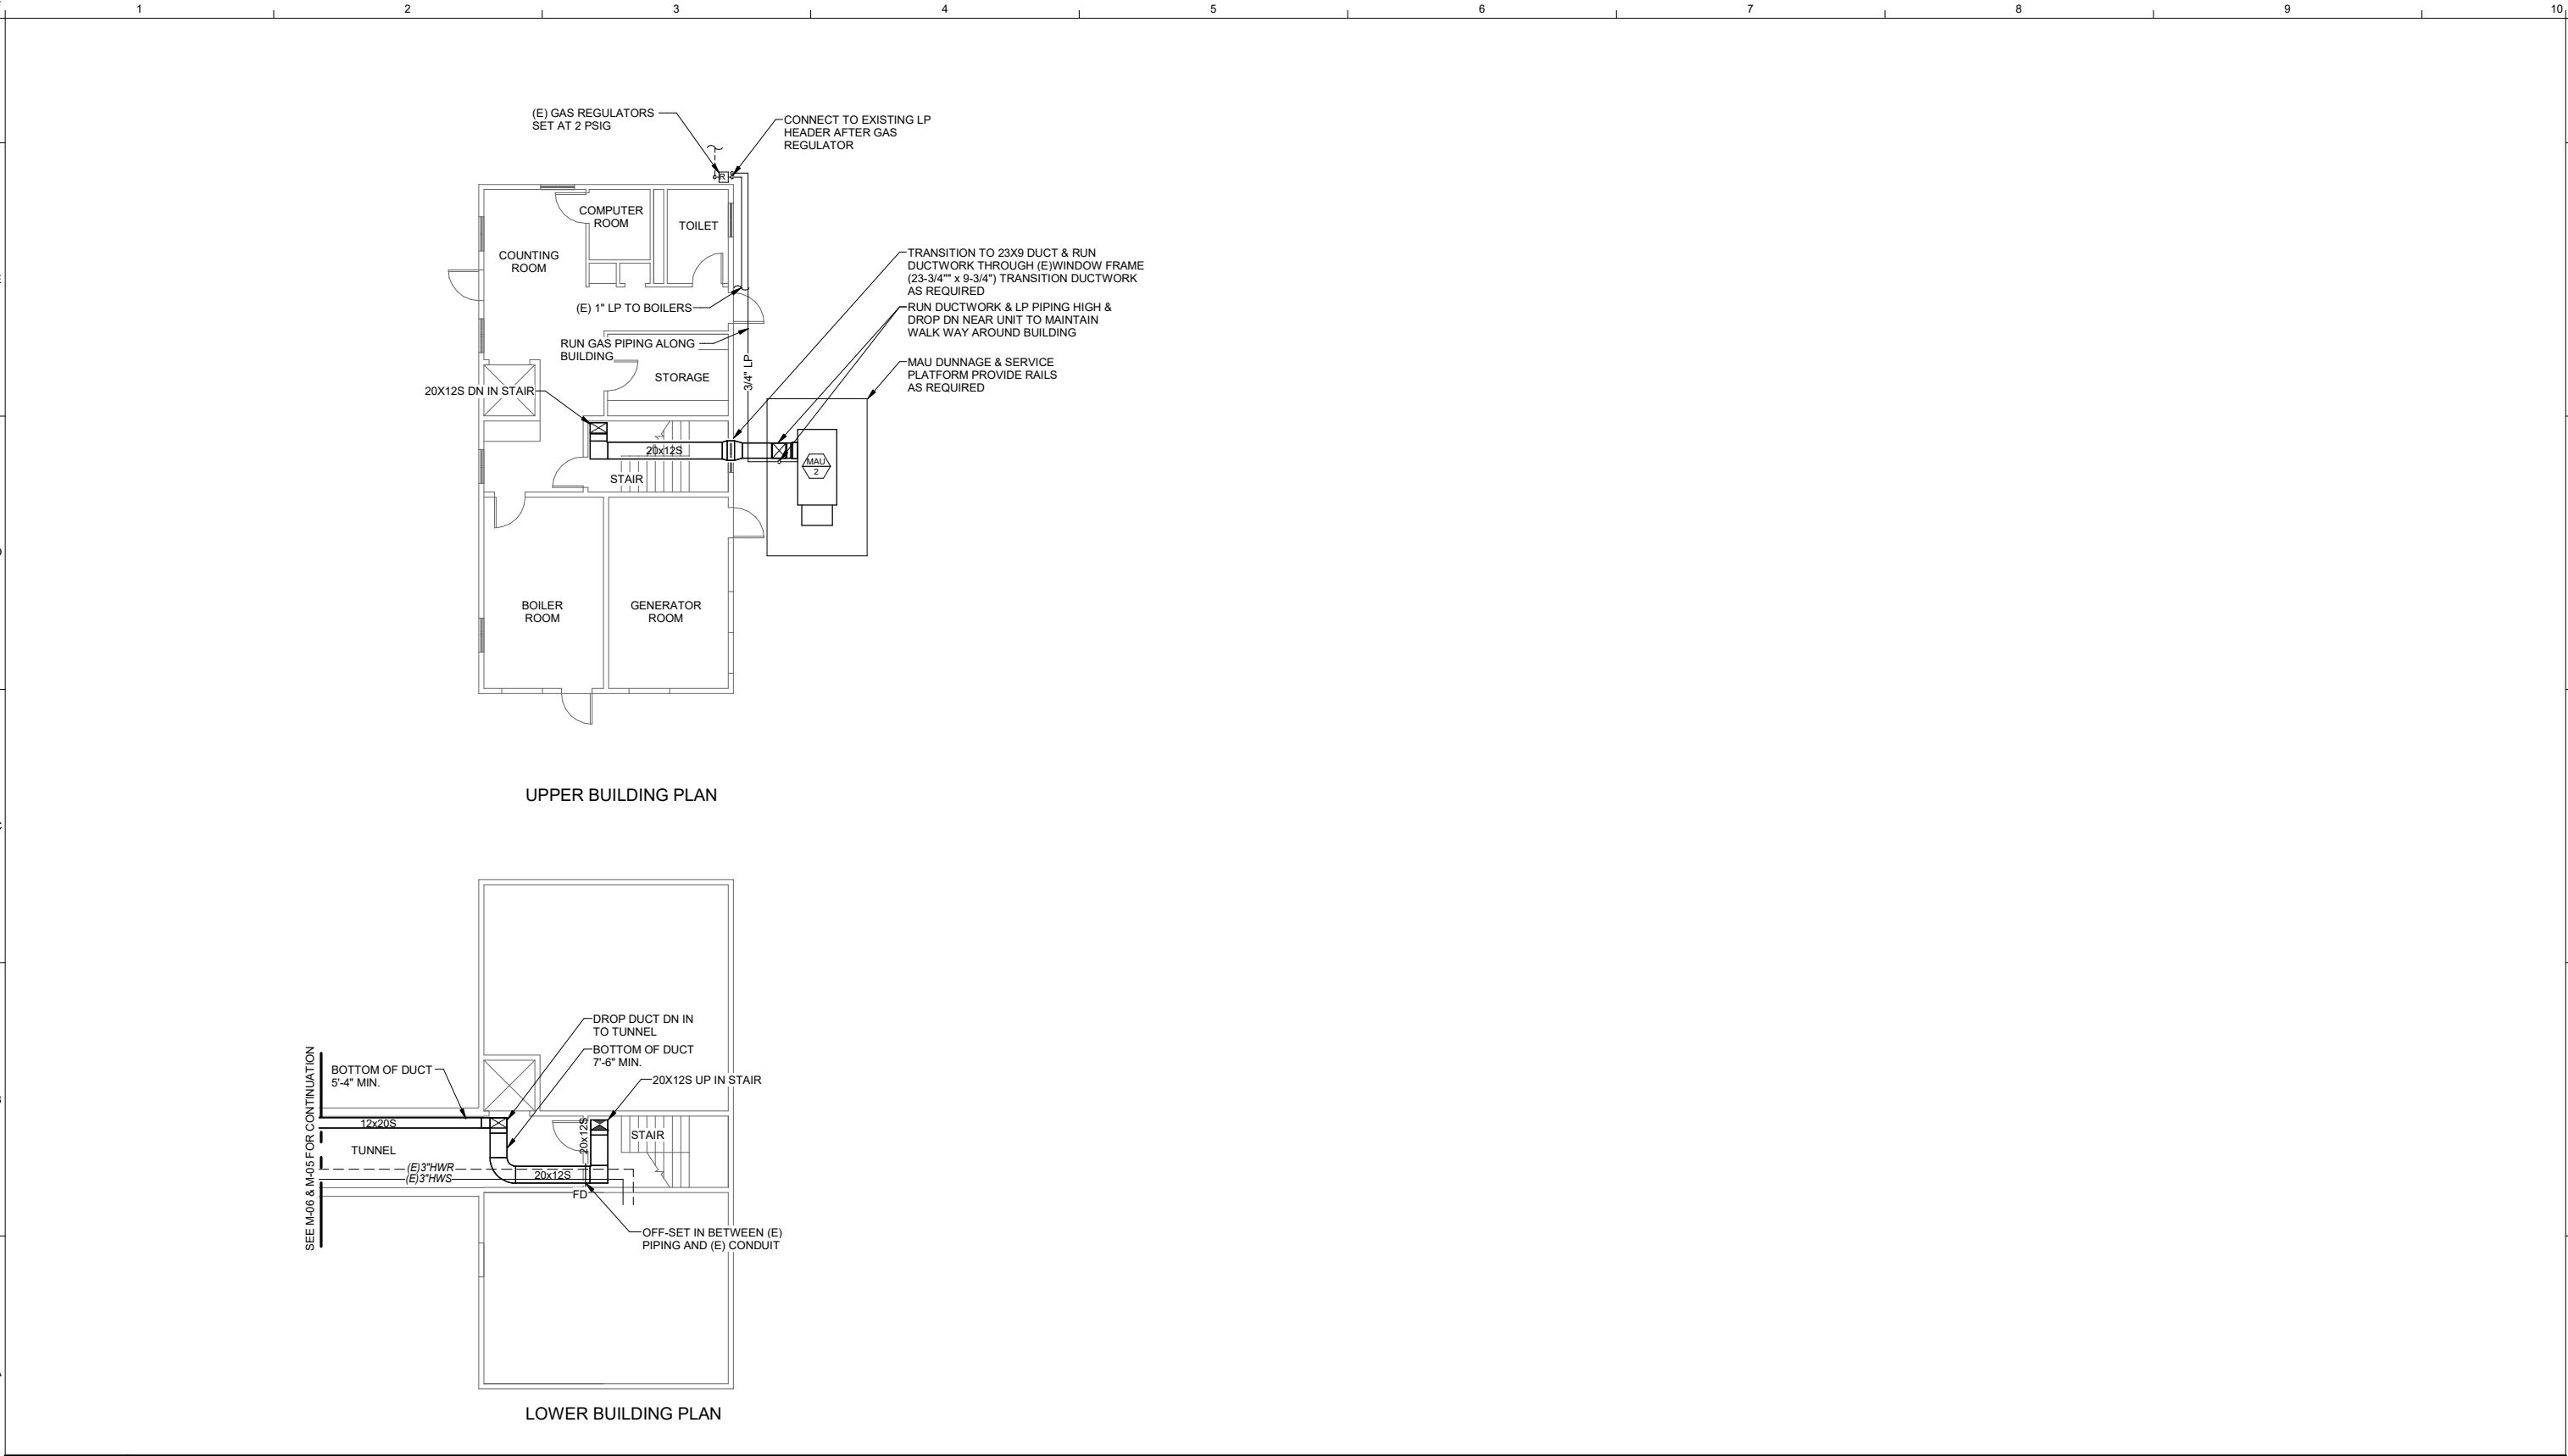 1 2 3 4 5 6 7 8 9 10
(E) GAS REGULATORS
SET AT 2 PSIG
CONNECT TO EXISTING LP
HEADER AFTER GAS
REGULATOR
R
COMPUTER
ROOM
TOILET
COUNTING
ROOM
TRANSITION TO 23X9 DUCT & RUN
DUCTWORK THROUGH (E)WINDOW FRAME
(23-3/4"" x 9-3/4") TRANSITION DUCTWORK
AS REQUIRED
(E) 1" LP TO BOILERS
RUN DUCTWORK & LP PIPING HIGH &
DROP DN NEAR UNIT TO MAINTAIN
WALK WAY AROUND BUILDING
RUN GAS PIPING ALONG
BUILDING
3/4" LP
MAU DUNNAGE & SERVICE
PLATFORM PROVIDE RAILS
AS REQUIRED
STORAGE
20X12S DN IN STAIR
20x12S
MAU
2
STAIR
BOILER
ROOM
GENERATOR
ROOM
UPPER BUILDING PLAN
DROP DUCT DN IN
TO TUNNEL
BOTTOM OF DUCT
7'-6" MIN.
BOTTOM OF DUCT
5'-4" MIN.
20X12S UP IN STAIR
SEE M-06 & M-05 FOR CONTINUATION
12x20S
20x12S
STAIR
TUNNEL
(E)3"HWR
(E)3"HWS
20x12S
FD
OFF-SET IN BETWEEN (E)
PIPING AND (E) CONDUIT
LOWER BUILDING PLAN